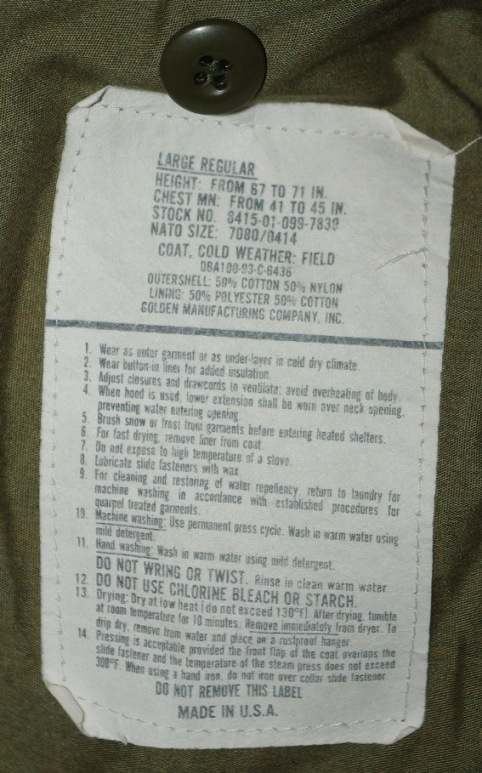 LARGE REGULAR
HEIGHT: FROM 67 TO 71 IN.
CHEST MN: FROM 41 TO 45 IN.
STOCK NO. 8415-01-099-7839
NATO SIZE: 7080/0414
COAT, COLD WEATHER: FIELD
DBA100-93-C-6436
OUTERSHELL: 50% COTTON 50% NYLON
LINING: 50% POLYESTER 50% COTTON
GOLDEN MANUFACTURING COMPANY, INC.
1. Wear as outer garment or as under-layer in cold dry climate.
2. Wear button-in liner for added insulation.
3. Adjust closures and drawcords to ventilate; avoid overheating of body.
4. When hood is used, lower extension shall be worn over neck opening,
preventing water entering opening.
5. Brush snow or frost from garments before entering heated shelters.
6. For fast drying, remove liner from coat.
7. Do not expose to high temperature of a stove.
8. Lubricate slide fasteners with wax.
9. For cleaning and restoring of water repellency, return to laundry for
machine washing in accordance with established procedures for
quarpel treated garments.
10. Machine washing: Use permanent press cycle. Wash in warm water using
mild detergent.
11. Hand washing: Wash in warm water using mild detergent.
DO NOT WRING OR TWIST. Rinse in clean warm water.
12. DO NOT USE CHLORINE BLEACH OR STARCH.
13. Drying: Dry at low heat (do not exceed 130°F). After drying, tumble
at room temperature for 10 minutes. Remove immediately from dryer. To
drip dry, remove from water and place on a rustproof hanger.
14. Pressing is acceptable provided the front flap of the coat overlaps the
slide fastener and the temperature of the steam press does not exceed
300°F. When using a hand iron, do not iron over collar slide fastener.
DO NOT REMOVE THIS LABEL
MADE IN U.S.A.